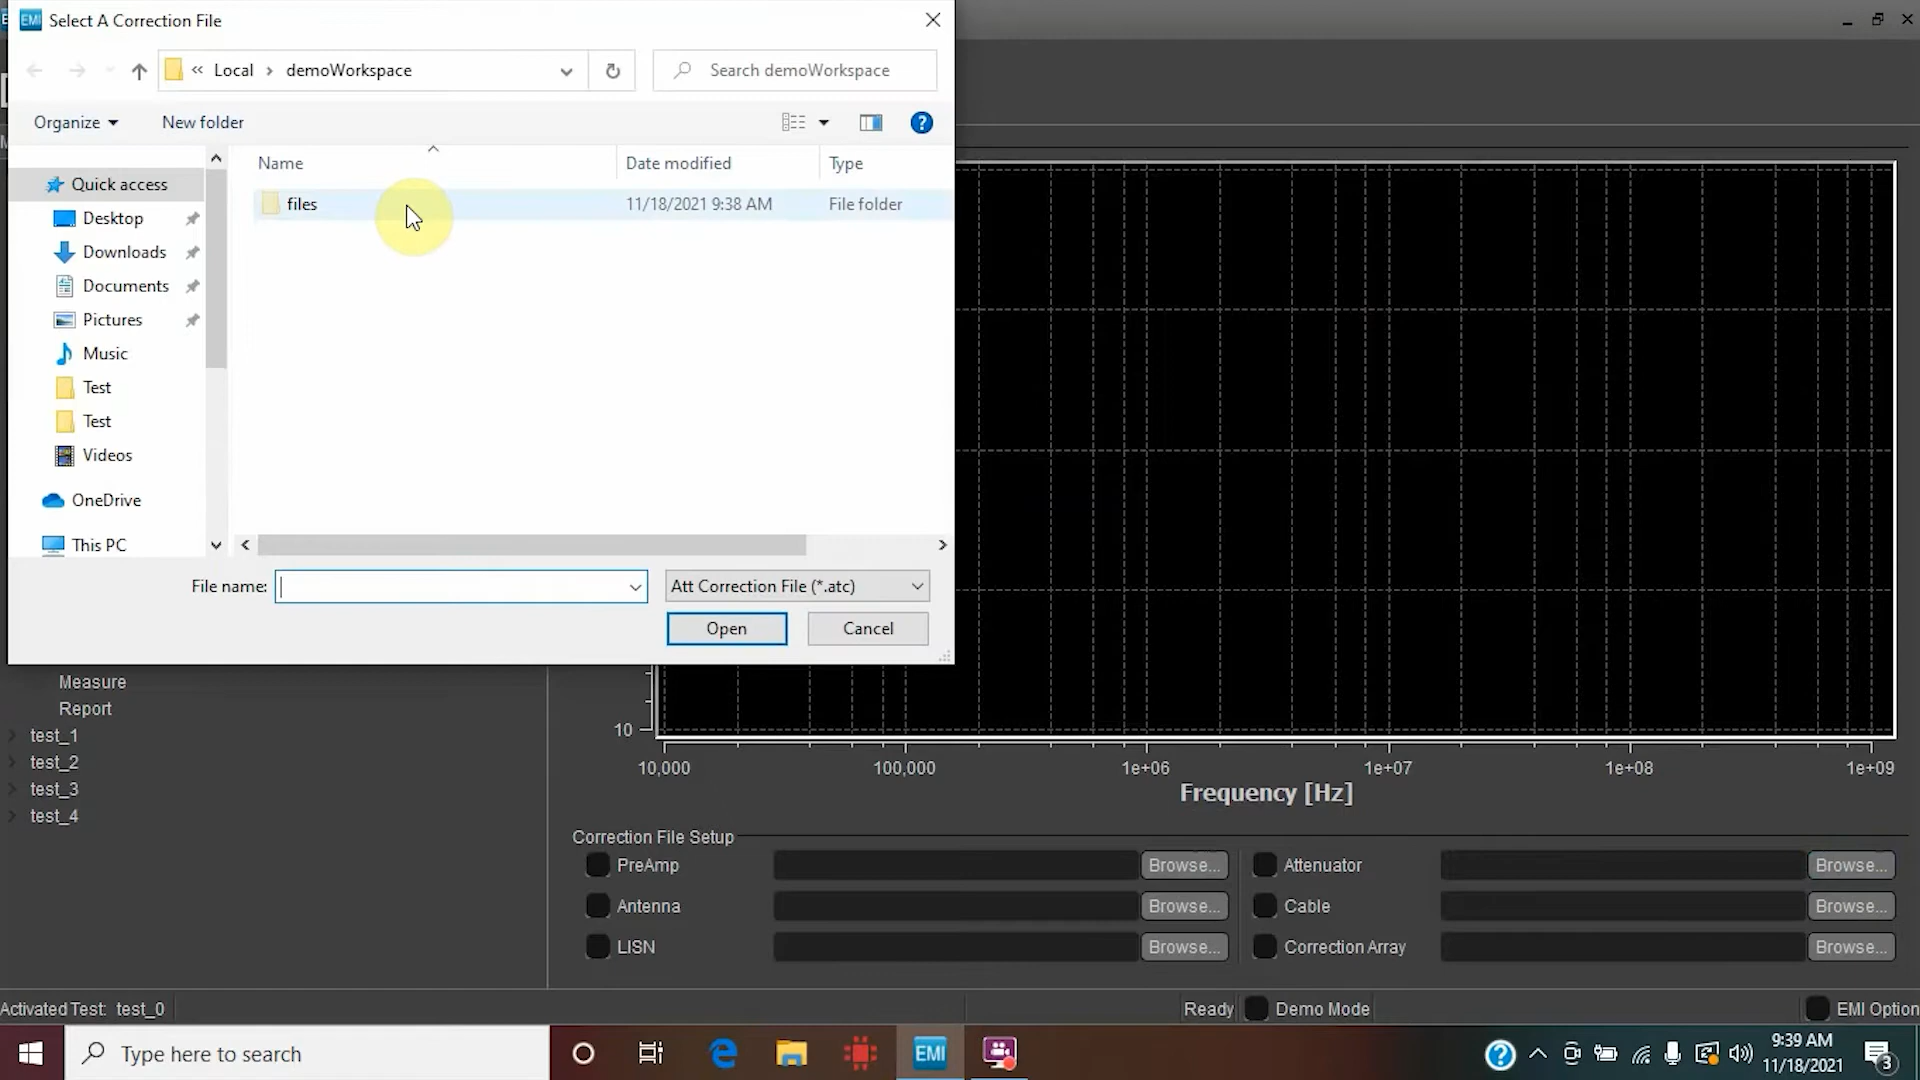 EMI Select A Correction File
Local demoWorkspace
Search demoWorkspace
Organize New folder
Name Date modified Type
files 11/18/2021 9:38 AM File folder
Quick access
Desktop
Downloads
Documents
Pictures
Music
Test
Test
Videos
OneDrive
This PC
File name: Att Correction File (*.atc)
Open Cancel
Measure
Report
test_1
test_2
test_3
test_4
10
10,000 100,000 1e+06 1e+07 1e+08 1e+09
Frequency [Hz]
Correction File Setup
PreAmp Browse... Attenuator Browse...
Antenna Browse... Cable Browse...
LISN Browse... Correction Array Browse...
Activated Test: test_0 Ready Demo Mode EMI Option
Type here to search
EMI
9:39 AM
11/18/2021
3